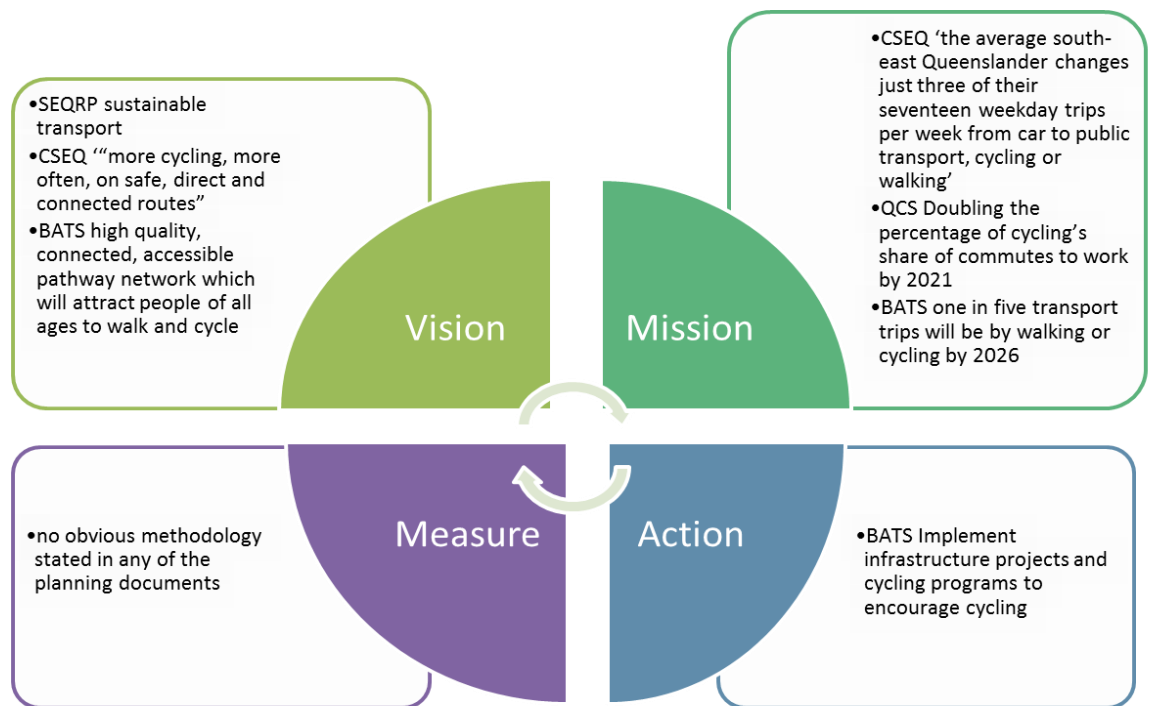 •SEQRP sustainable
transport
•CSEQ ‘“more cycling, more
often, on safe, direct and
connected routes”
•BATS high quality,
connected, accessible
pathway network which
will attract people of all
ages to walk and cycle
Vision
•CSEQ ‘the average south-
east Queenslander changes
just three of their
seventeen weekday trips
per week from car to public
transport, cycling or
walking’
•QCS Doubling the
percentage of cycling’s
share of commutes to work
by 2021
•BATS one in five transport
trips will be by walking or
cycling by 2026
Mission
•no obvious methodology
stated in any of the
planning documents
Measure
Action
•BATS Implement
infrastructure projects and
cycling programs to
encourage cycling